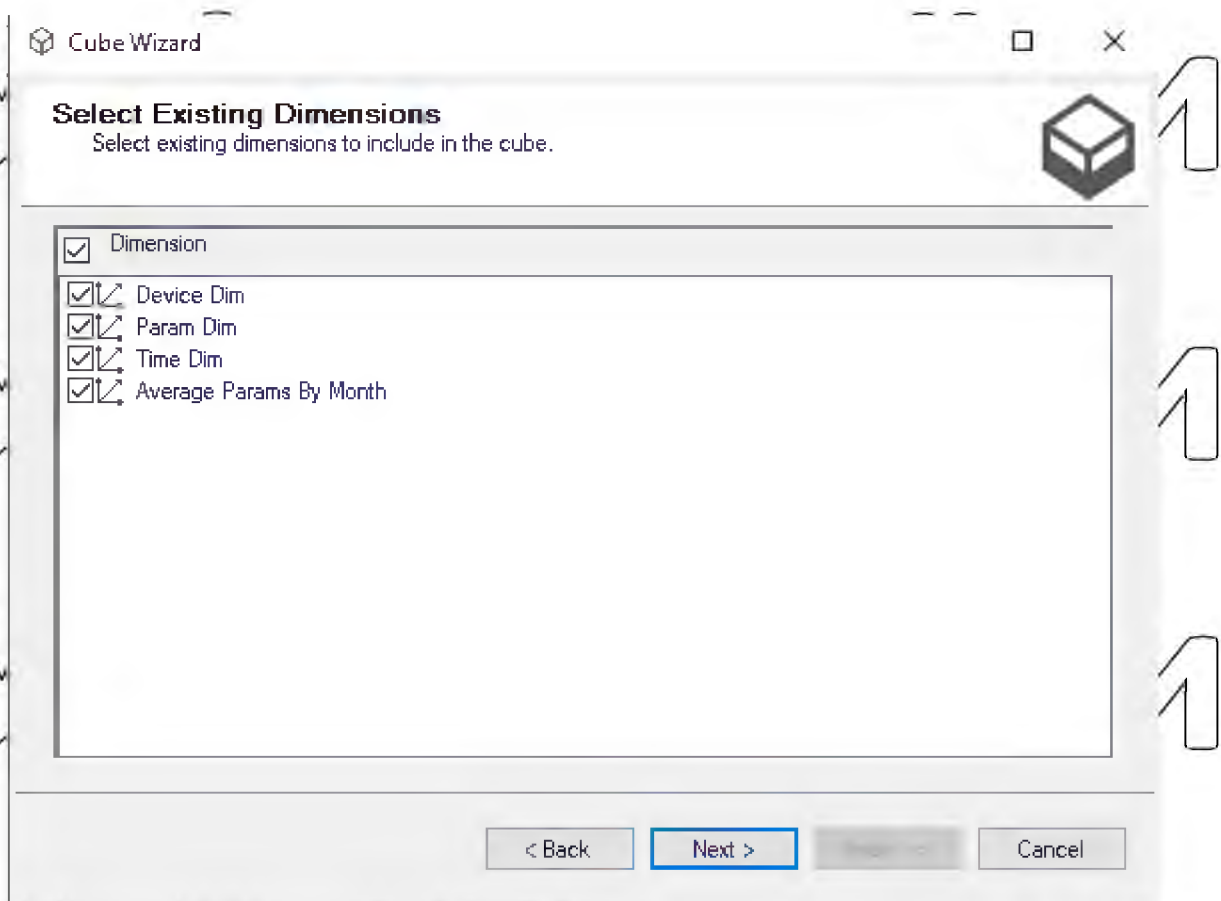 Cube Wizard
Select Existing Dimensions
Select existing dimensions to include in the cube.
Dimension
Device Dim
Param Dim
Time Dim
Average Params By Month
< Back Next > Cancel